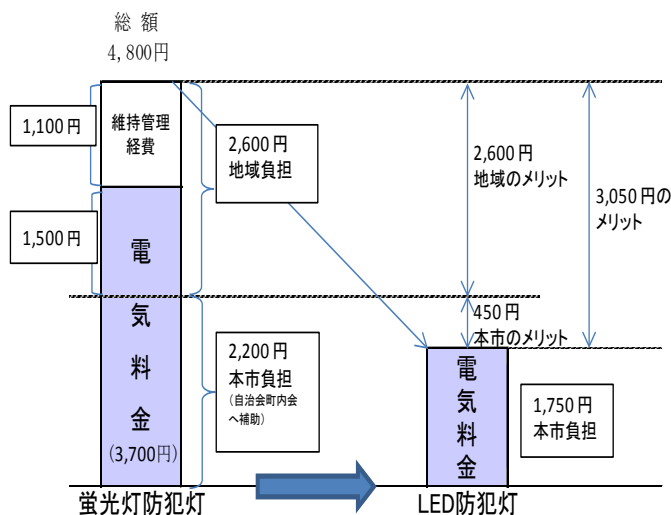 総 額
4,800円
1,100円
維持管理
経費
2,600円
地域負担
2,600円
地域のメリット
3,050円の
メリット
1,500円
電
気
料
金
(3,700円)
450円
本市のメリット
2,200円
本市負担
(自治会町内会
へ補助)
電
気
料
金
1,750円
本市負担
蛍光灯防犯灯
LED防犯灯